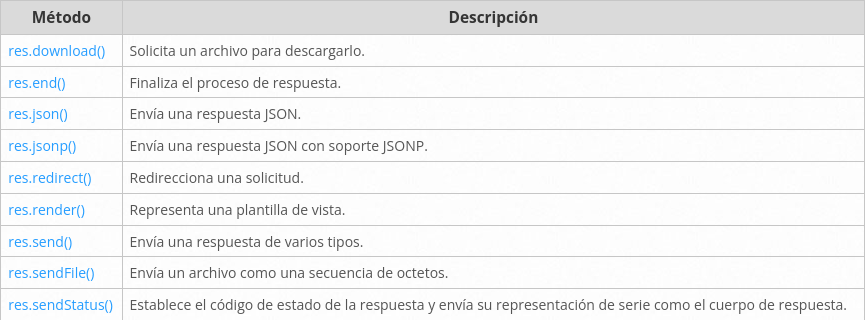 Método Descripción
res.download() Solicita un archivo para descargarlo.
res.end() Finaliza el proceso de respuesta.
res.json() Envía una respuesta JSON.
res.jsonp() Envía una respuesta JSON con soporte JSONP.
res.redirect() Redirecciona una solicitud.
res.render() Representa una plantilla de vista.
res.send() Envía una respuesta de varios tipos.
res.sendFile() Envía un archivo como una secuencia de octetos.
res.sendStatus() Establece el código de estado de la respuesta y envía su representación de serie como el cuerpo de respuesta.